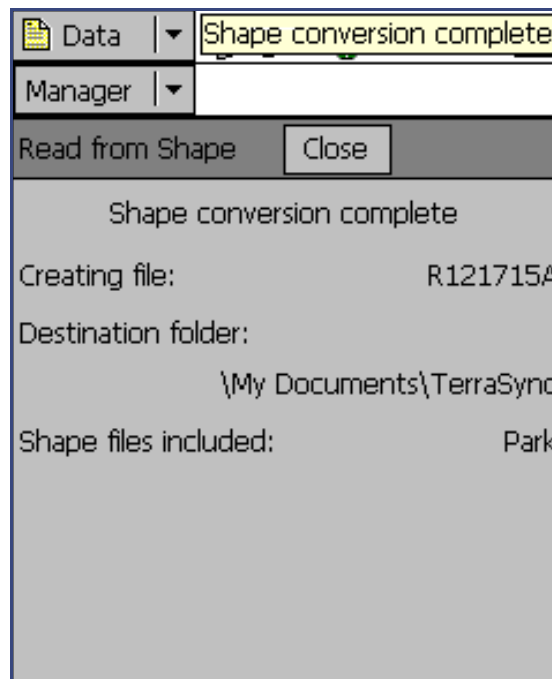 Data
Shape conversion complete
Manager
Read from Shape
Close
Shape conversion complete
Creating file: R121715A
Destination folder:
\My Documents\TerraSync
Shape files included: Park